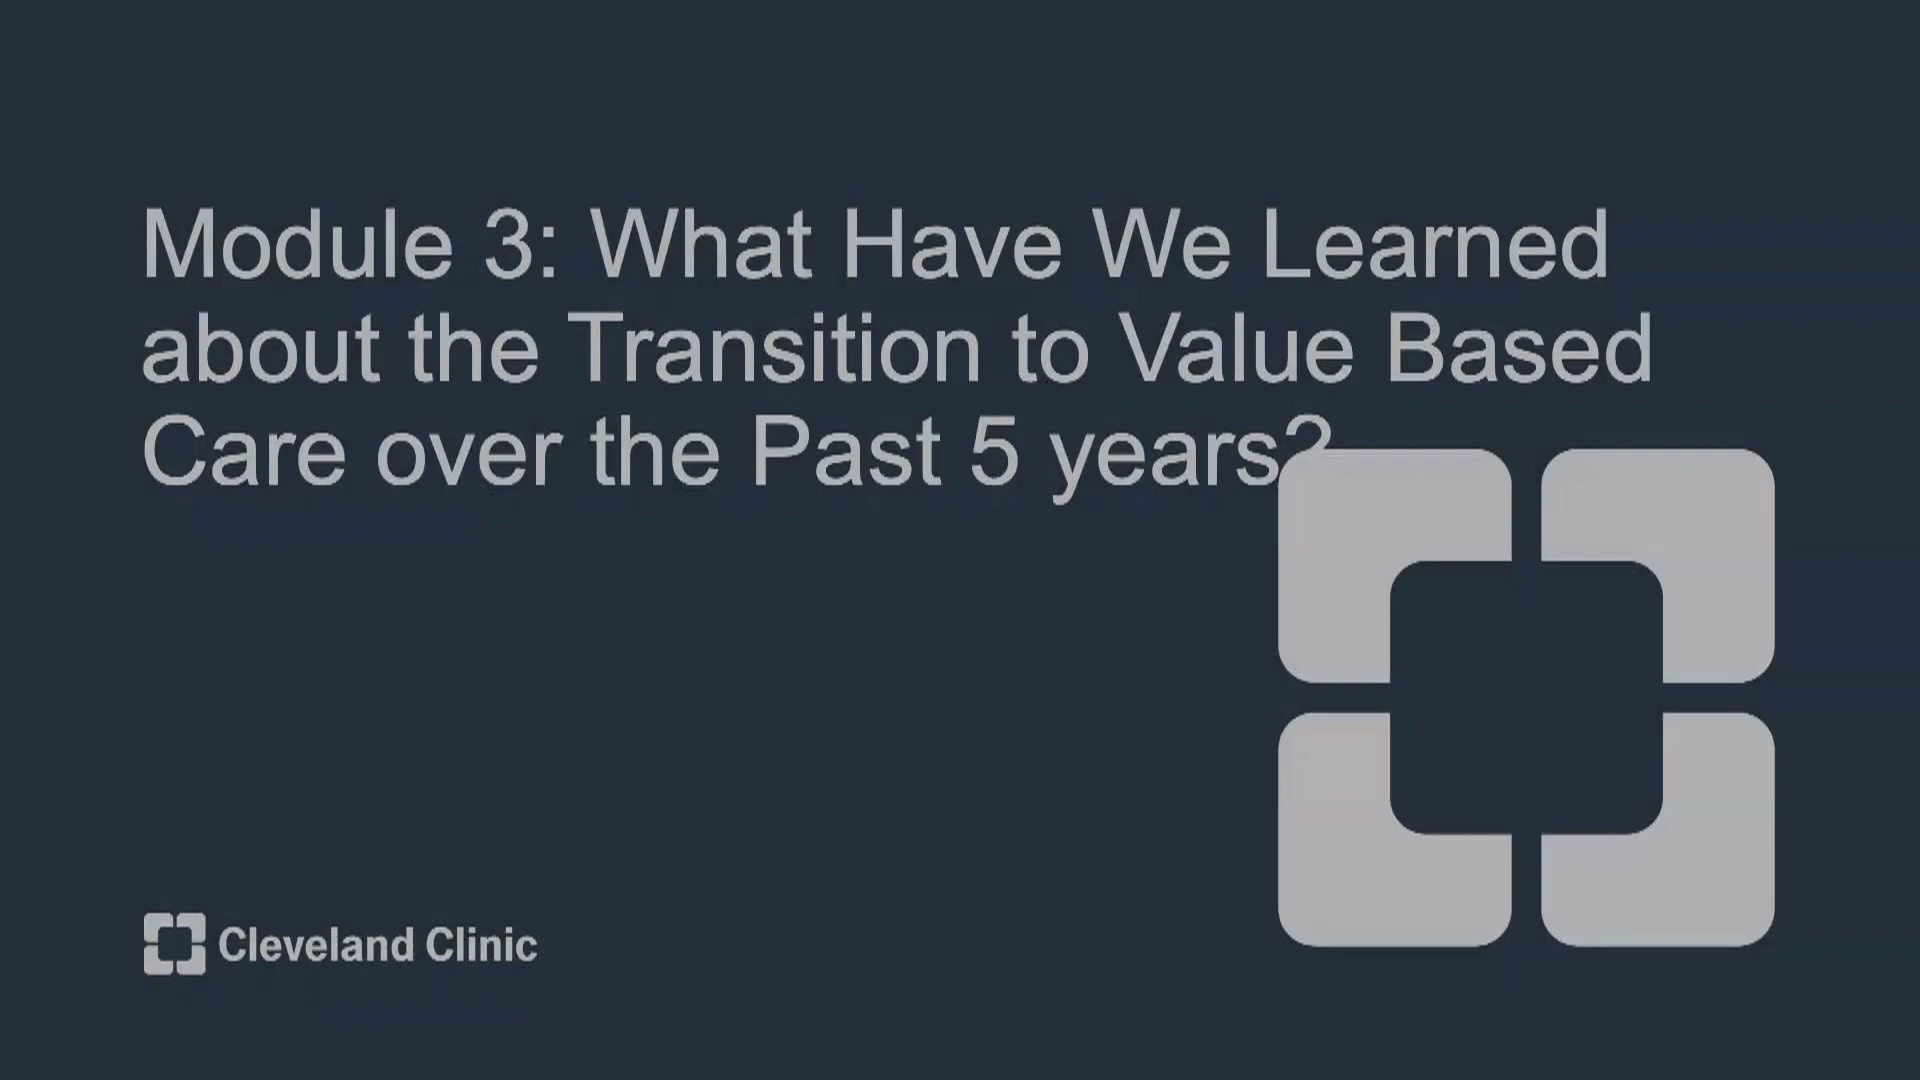 Module 3: What Have We Learned
about the Transition to Value Based
Care over the Past 5 years?
Cleveland Clinic